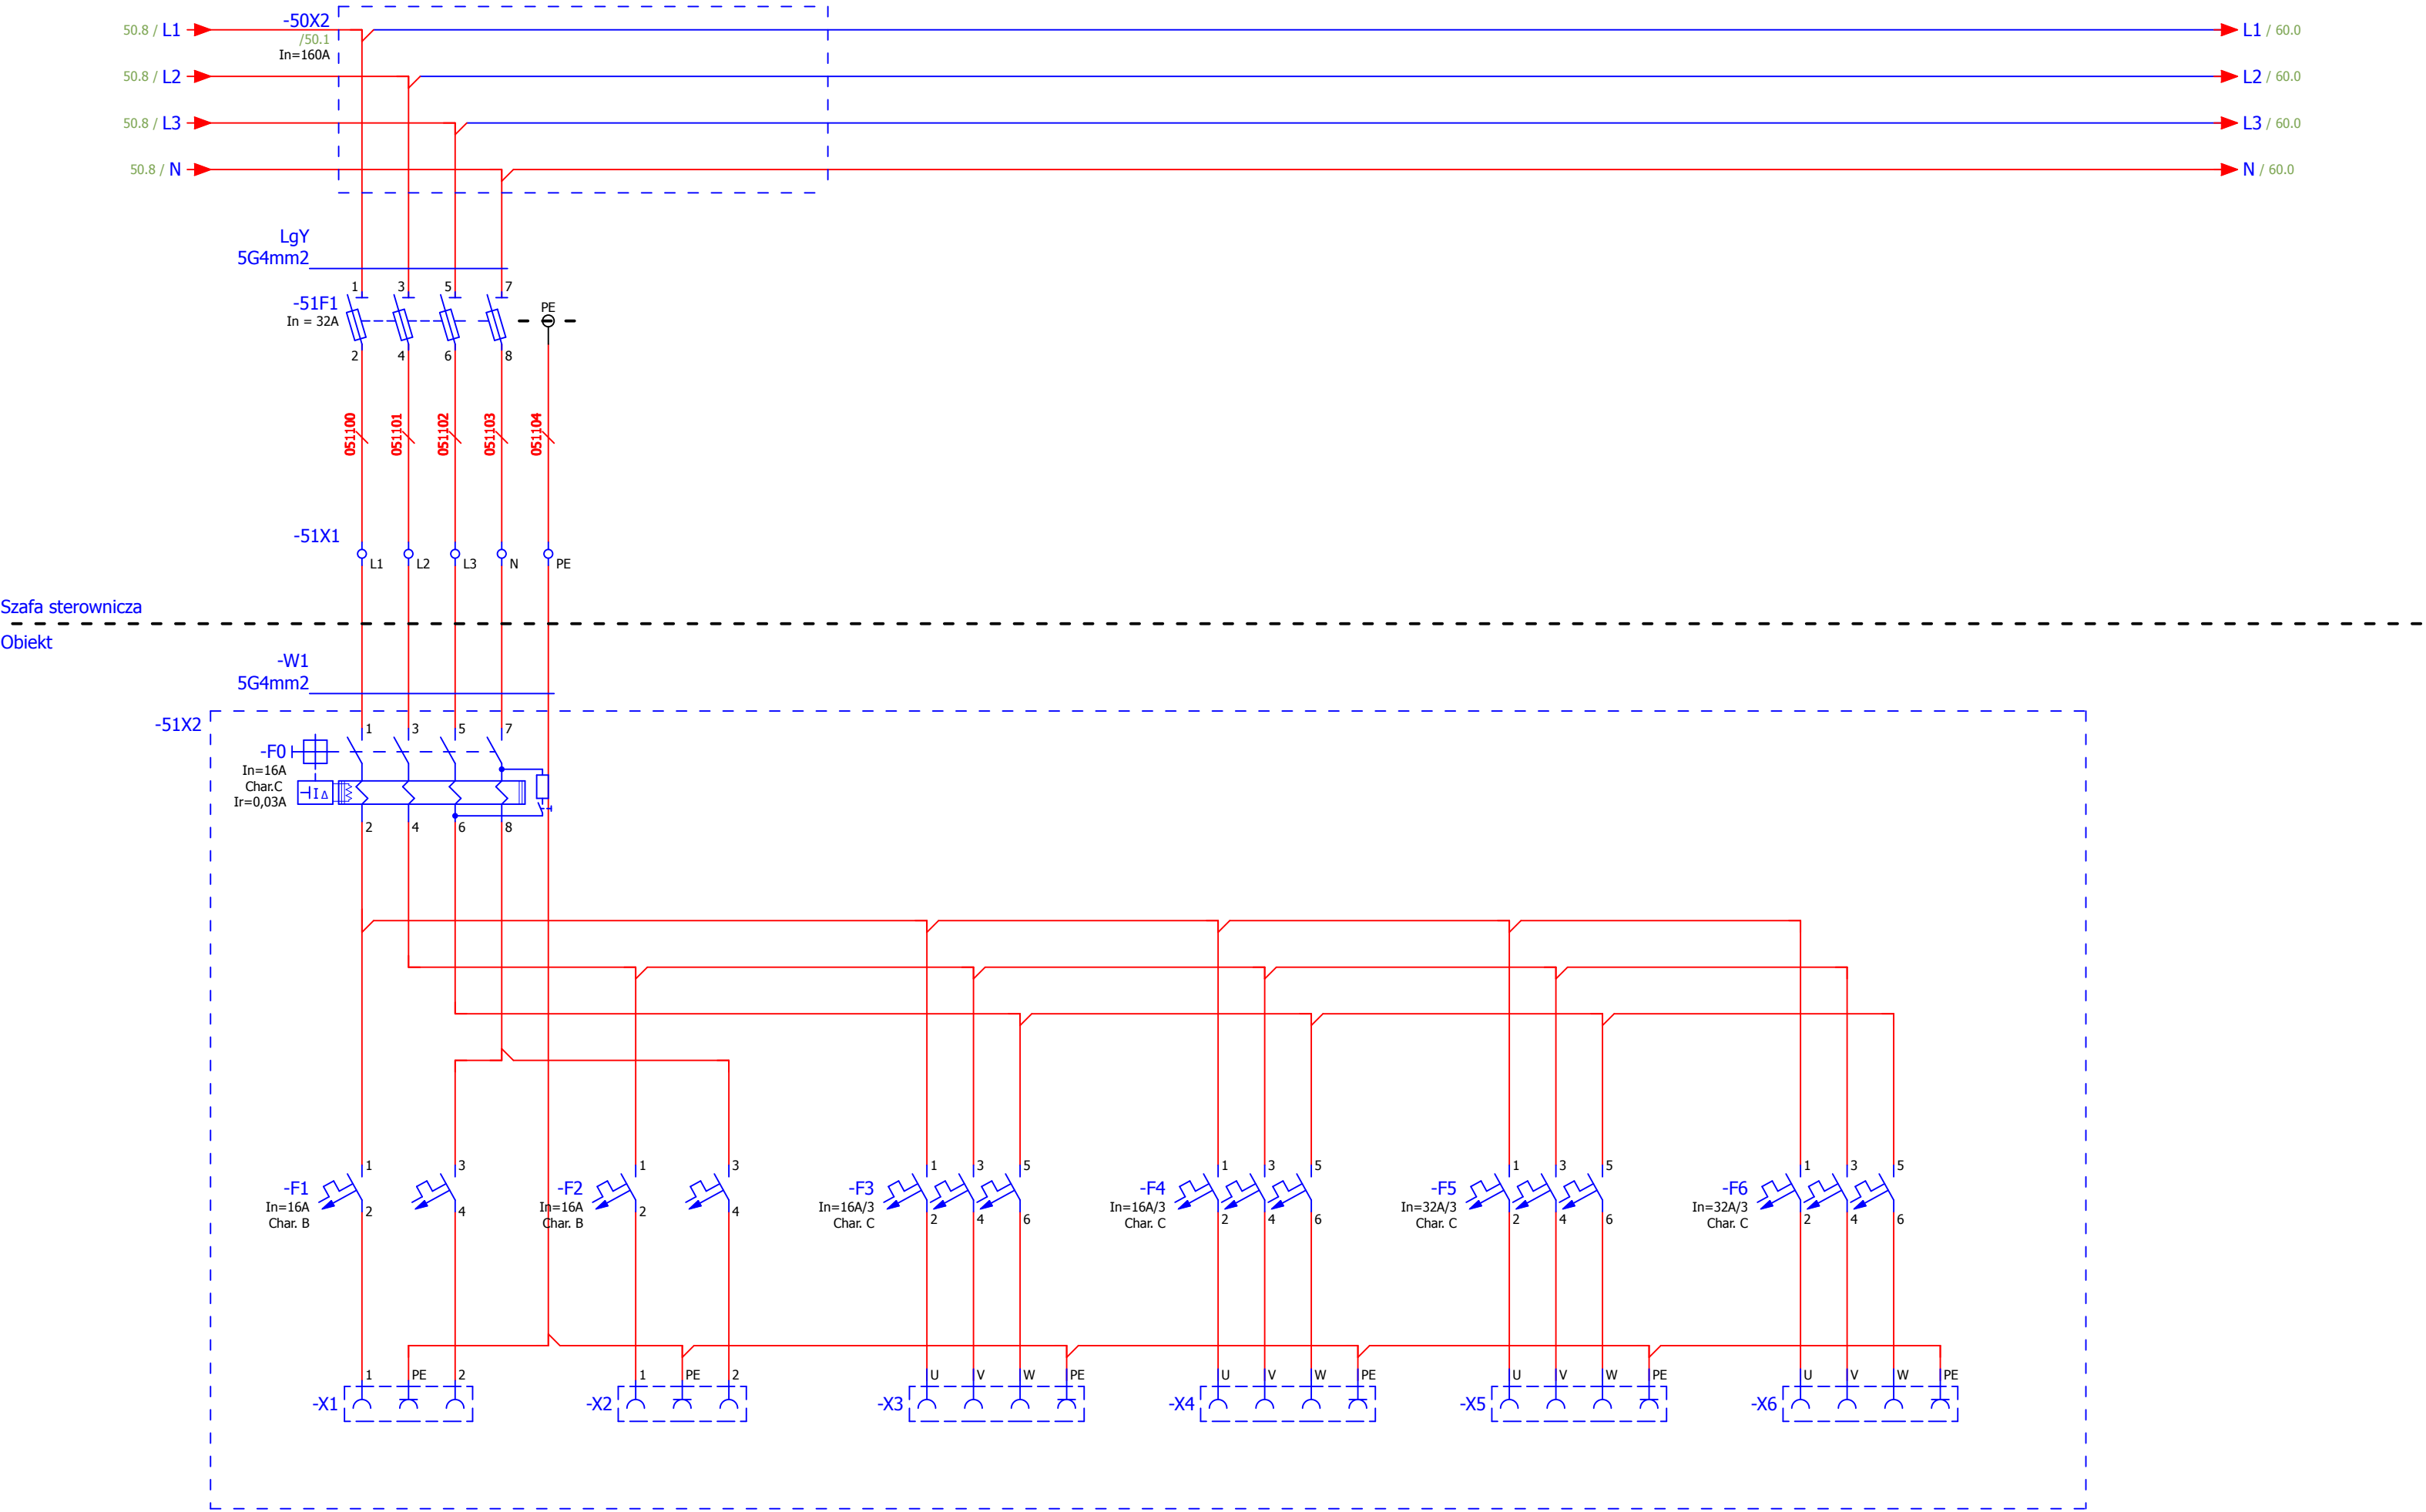 50.8 / L1
-50X2
/50.1
In=160A
L1 / 60.0
50.8 / L2
L2 / 60.0
50.8 / L3
L3 / 60.0
50.8 / N
N / 60.0
LgY
5G4mm2
1 3 5 7
-51F1
In = 32A
PE
2 4 6 8
051100 051101 051102 051103 051104
-51X1
L1 L2 L3 N PE
Szafa sterownicza
Obiekt
-W1
5G4mm2
-51X2
1 3 5 7
-F0
In=16A
Char.C
Ir=0,03A
I Δ
2 4 6 8
1 3 1 3 1 3 5 1 3 5 1 3 5 1 3 5
-F1
In=16A
Char. B
-F2
In=16A
Char. B
-F3
In=16A/3
Char. C
-F4
In=16A/3
Char. C
-F5
In=32A/3
Char. C
-F6
In=32A/3
Char. C
2 4 2 4 2 4 6 2 4 6 2 4 6 2 4 6
1 PE 2 1 PE 2 U V W PE U V W PE U V W PE U V W PE
-X1 -X2 -X3 -X4 -X5 -X6